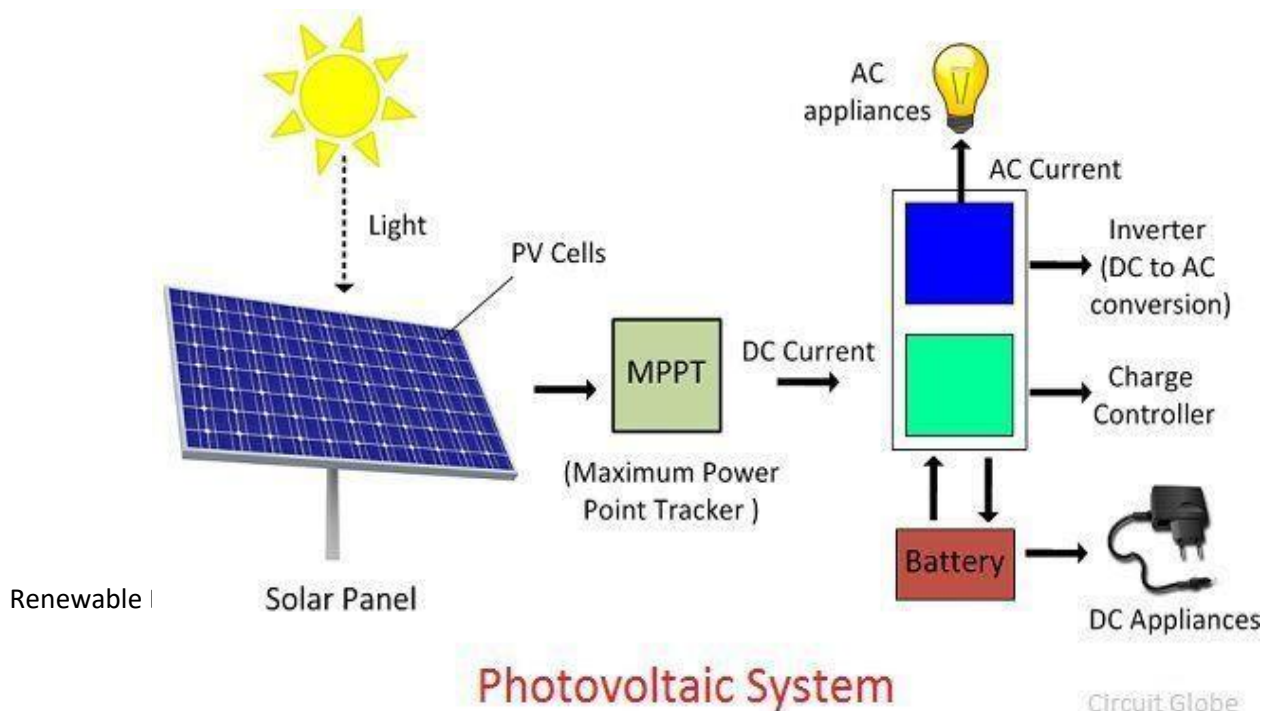 AC
appliances
AC Current
Light
PV Cells
Inverter
(DC to AC
conversion)
MPPT
DC Current
Charge
Controller
(Maximum Power
Point Tracker )
Battery
Renewable
Solar Panel
DC Appliances
Photovoltaic System
Circuit Globe